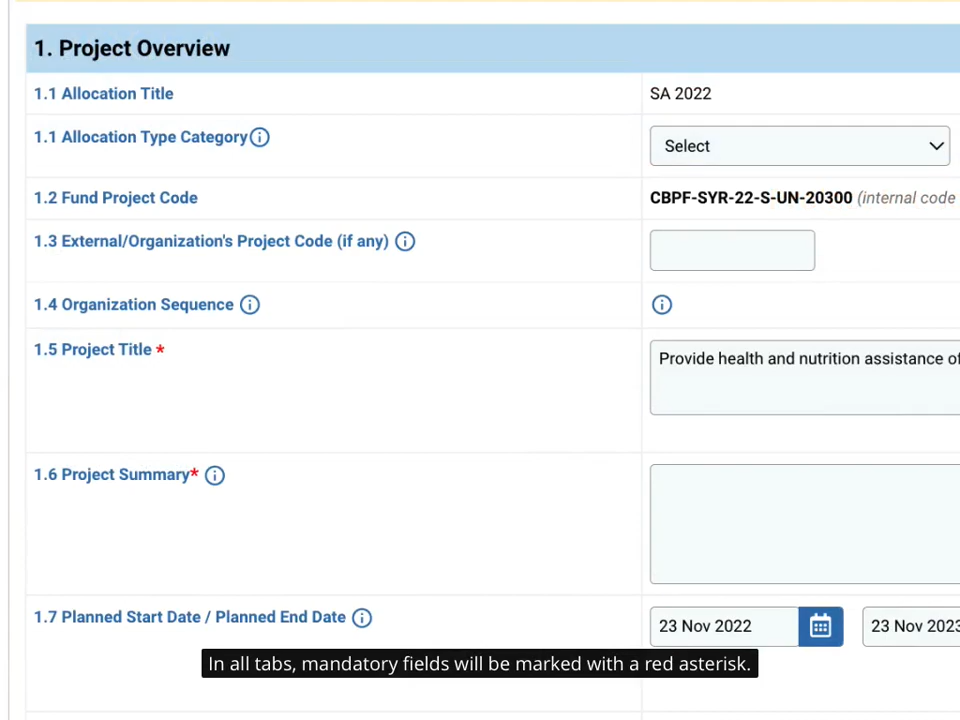 1. Project Overview
1.1 Allocation Title
SA 2022
1.1 Allocation Type Category
Select
1.2 Fund Project Code
CBPF-SYR-22-S-UN-20300 (internal code
1.3 External/Organization's Project Code (if any)
1.4 Organization Sequence
1.5 Project Title *
Provide health and nutrition assistance of
1.6 Project Summary*
1.7 Planned Start Date / Planned End Date
23 Nov 2022
23 Nov 2023
In all tabs, mandatory fields will be marked with a red asterisk.